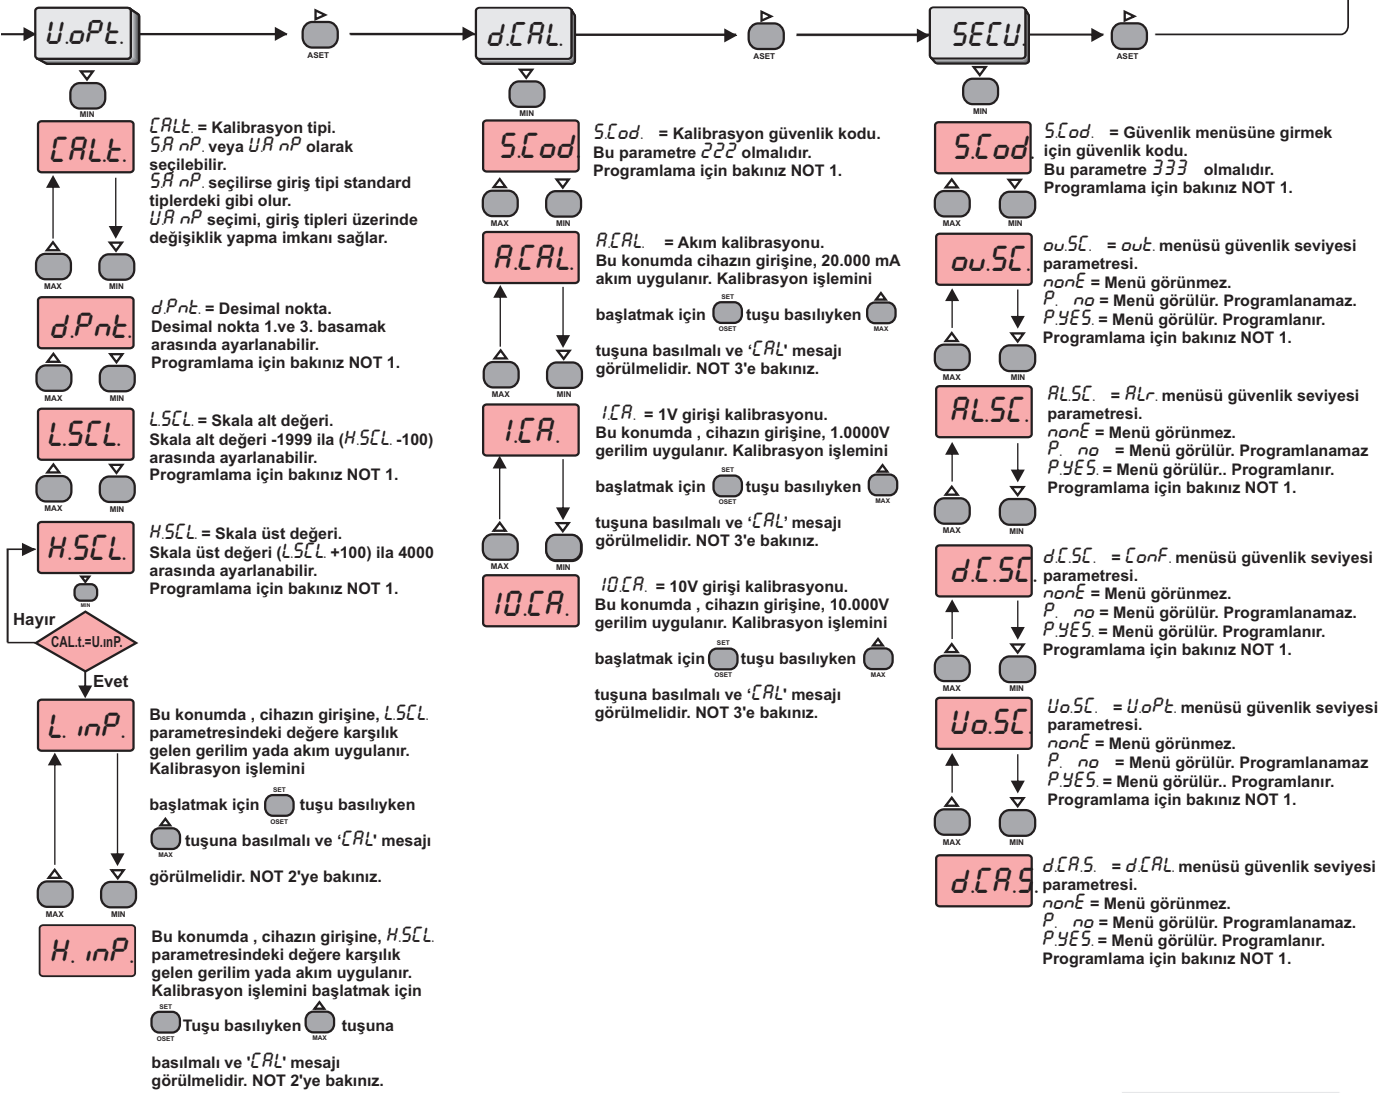 U.oPt.
ASET
d.CAL.
ASET
SECU
ASET
MIN
CAL.t.
CAL.t. = Kalibrasyon tipi.
S.A nP. veya U.A nP olarak
seçilebilir.
S.A nP. seçilirse giriş tipi standard
tiplerdeki gibi olur.
U.A nP seçimi, giriş tipleri üzerinde
değişiklik yapma imkanı sağlar.
MAX
MIN
d.Pnt.
d.Pnt. = Desimal nokta.
Desimal nokta 1.ve 3. basamak
arasında ayarlanabilir.
Programlama için bakınız NOT 1.
MAX
MIN
L.SCL.
L.SCL. = Skala alt değeri.
Skala alt değeri -1999 ila (H.SCL. -100)
arasında ayarlanabilir.
Programlama için bakınız NOT 1.
MAX
MIN
H.SCL.
H.SCL. = Skala üst değeri.
Skala üst değeri (L.SCL. +100) ila 4000
arasında ayarlanabilir.
Programlama için bakınız NOT 1.
MIN
Hayır
CAL.t.=U.ınP.
Evet
L. ınP.
Bu konumda , cihazın girişine, L.SCL.
parametresindeki değere karşılık
gelen gerilim yada akım uygulanır.
Kalibrasyon işlemini
SET
başlatmak için tuşu basılıyken
OSET
tuşuna basılmalı ve 'CAL' mesajı
MAX
görülmelidir. NOT 2'ye bakınız.
MAX
MIN
H. ınP.
Bu konumda , cihazın girişine, H.SCL.
parametresindeki değere karşılık
gelen gerilim yada akım uygulanır.
Kalibrasyon işlemini başlatmak için
SET
Tuşu basılıyken tuşuna
OSET
MAX
basılmalı ve 'CAL' mesajı
görülmelidir. NOT 2'ye bakınız.
MIN
S.Cod.
S.Cod. = Kalibrasyon güvenlik kodu.
Bu parametre 222 olmalıdır.
Programlama için bakınız NOT 1.
MAX
MIN
A.CAL.
A.CAL. = Akım kalibrasyonu.
Bu konumda cihazın girişine, 20.000 mA
akım uygulanır. Kalibrasyon işlemini
SET
başlatmak için tuşu basılıyken
OSET
MAX
tuşuna basılmalı ve 'CAL' mesajı
görülmelidir. NOT 3'e bakınız.
MAX
MIN
1.CA.
1.CA. = 1V girişi kalibrasyonu.
Bu konumda , cihazın girişine, 1.0000V
gerilim uygulanır. Kalibrasyon işlemini
SET
başlatmak için tuşu basılıyken
OSET
MAX
tuşuna basılmalı ve 'CAL' mesajı
görülmelidir. NOT 3'e bakınız.
MAX
MIN
10.CA.
10.CA. = 10V girişi kalibrasyonu.
Bu konumda , cihazın girişine, 10.000V
gerilim uygulanır. Kalibrasyon işlemini
SET
başlatmak için tuşu basılıyken
OSET
MAX
tuşuna basılmalı ve 'CAL' mesajı
görülmelidir. NOT 3'e bakınız.
MIN
S.Cod.
S.Cod. = Güvenlik menüsüne girmek
için güvenlik kodu.
Bu parametre 333 olmalıdır.
Programlama için bakınız NOT 1.
MAX
MIN
ou.SC.
ou.SC. = out. menüsü güvenlik seviyesi
parametresi.
nonE = Menü görünmez.
P. no = Menü görülür. Programlanamaz.
P.YES. = Menü görülür. Programlanır.
Programlama için bakınız NOT 1.
MAX
MIN
AL.SC.
AL.SC. = ALr. menüsü güvenlik seviyesi
parametresi.
nonE = Menü görünmez.
P. no = Menü görülür. Programlanamaz
P.YES. = Menü görülür.. Programlanır.
Programlama için bakınız NOT 1.
MAX
MIN
d.C.SC.
d.C.SC. = ConF. menüsü güvenlik seviyesi
parametresi.
nonE = Menü görünmez.
P. no = Menü görülür. Programlanamaz.
P.YES. = Menü görülür. Programlanır.
Programlama için bakınız NOT 1.
MAX
MIN
Uo.SC.
Uo.SC. = U.oPt. menüsü güvenlik seviyesi
parametresi.
nonE = Menü görünmez.
P. no = Menü görülür. Programlanamaz
P.YES. = Menü görülür.. Programlanır.
Programlama için bakınız NOT 1.
MAX
MIN
d.CA.S.
d.CA.S. = d.CAL. menüsü güvenlik seviyesi
parametresi.
nonE = Menü görünmez.
P. no = Menü görülür. Programlanamaz.
P.YES. = Menü görülür. Programlanır.
Programlama için bakınız NOT 1.